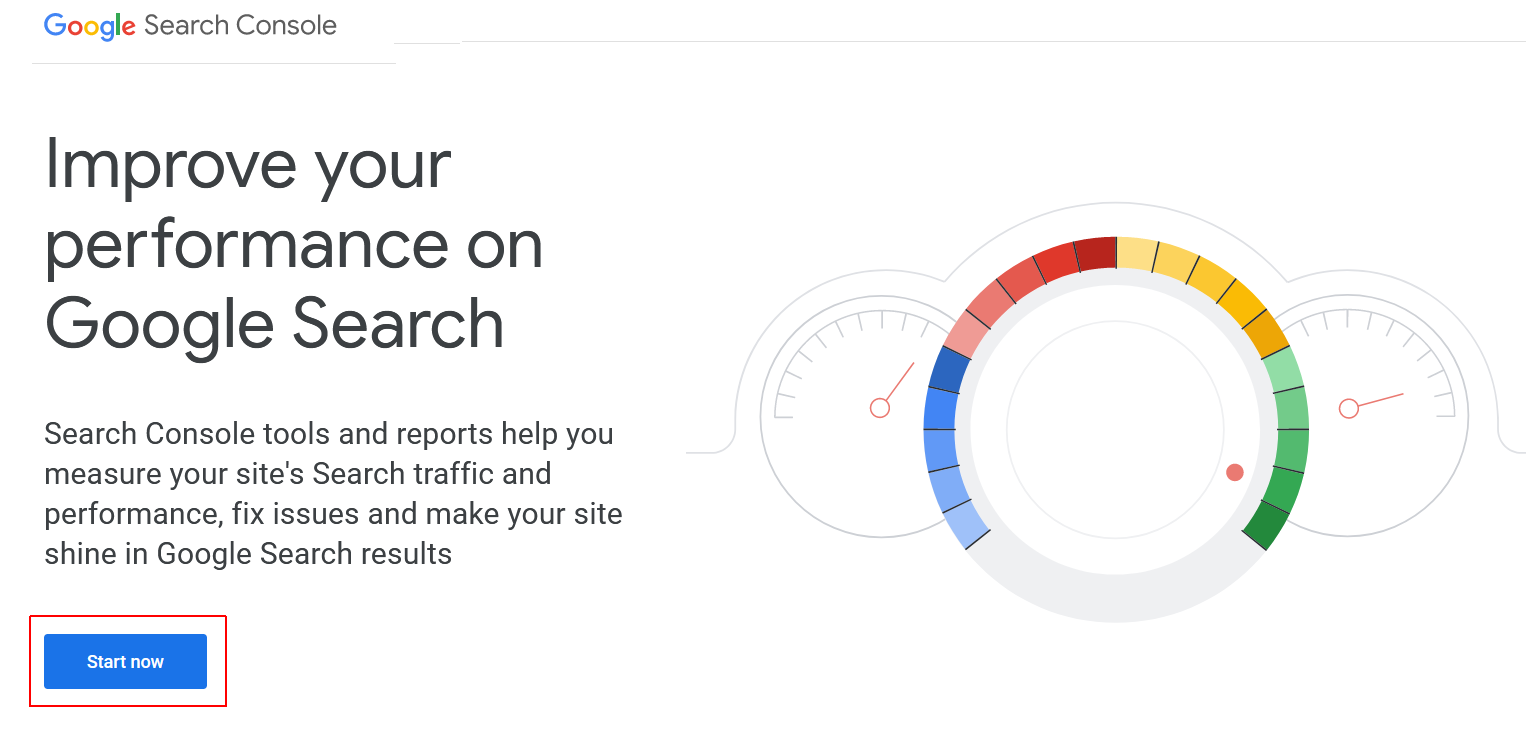 Google Search Console
Improve your
performance on
Google Search
Search Console tools and reports help you
measure your site's Search traffic and
performance, fix issues and make your site
shine in Google Search results
Start now